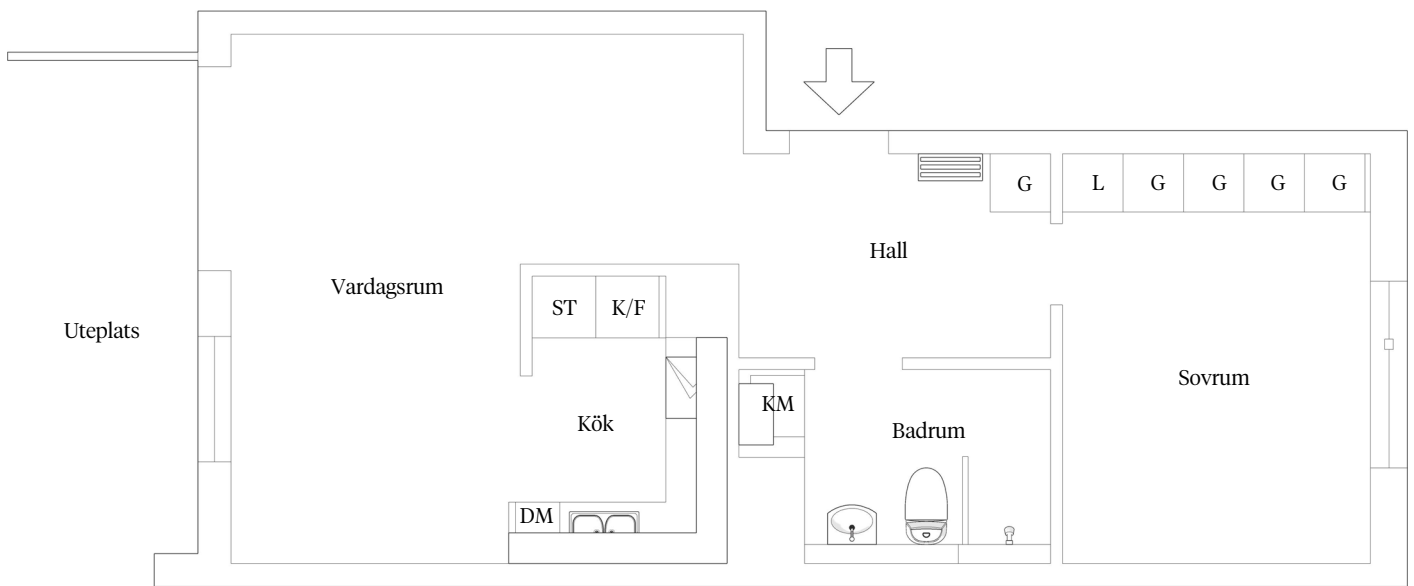 G
L
G
G
G
G
Hall
Vardagsrum
ST
K/F
Uteplats
Sovrum
KM
Kök
Badrum
DM